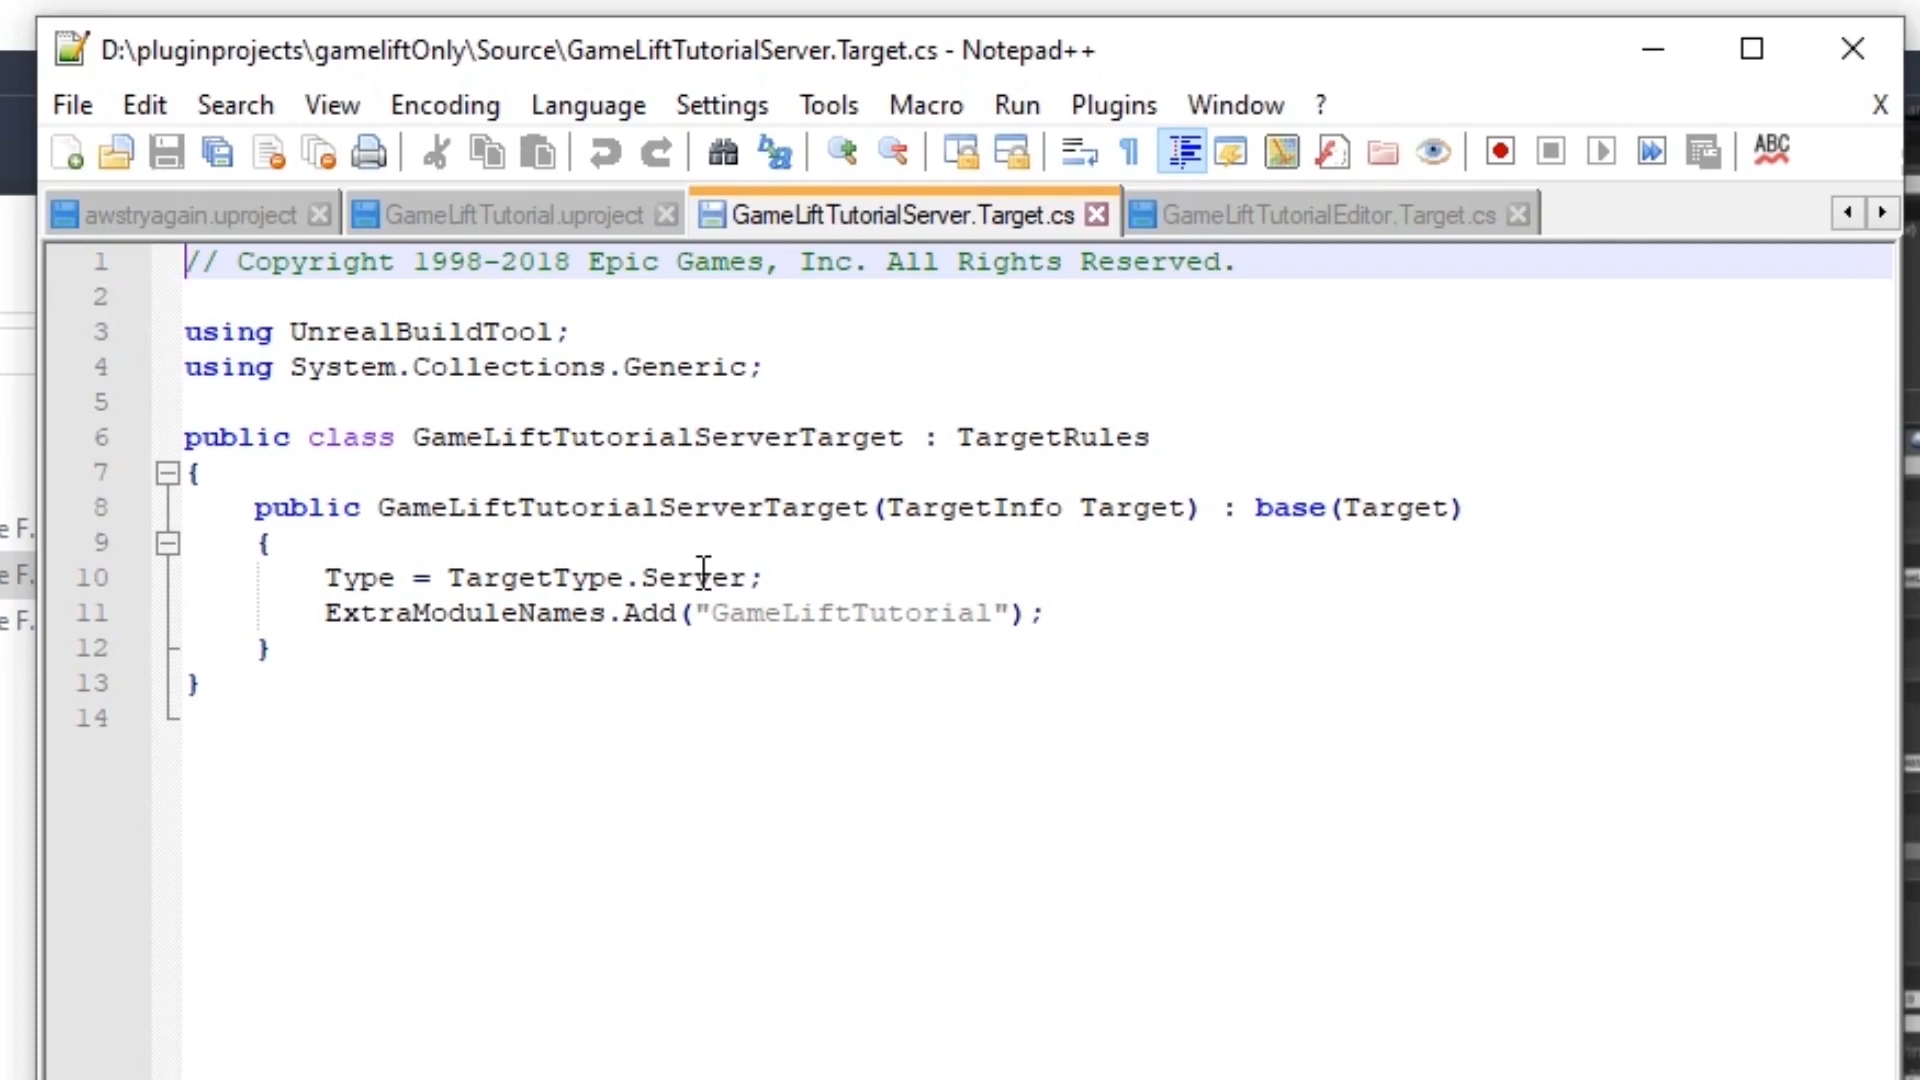 D:\pluginprojects\gameliftOnly\Source\GameLiftTutorialServer.Target.cs - Notepad++
File Edit Search View Encoding Language Settings Tools Macro Run Plugins Window ? X
ABC
awstryagain.uproject GameLiftTutorial.uproject GameLiftTutorialServer.Target.cs GameLiftTutorialEditor.Target.cs
1 // Copyright 1998-2018 Epic Games, Inc. All Rights Reserved.
2
3 using UnrealBuildTool;
4 using System.Collections.Generic;
5
6 public class GameLiftTutorialServerTarget : TargetRules
7 {
8 public GameLiftTutorialServerTarget(TargetInfo Target) : base(Target)
9 {
10 Type = TargetType.Server;
11 ExtraModuleNames.Add("GameLiftTutorial");
12 }
13 }
14
e F.
e F.
e F.